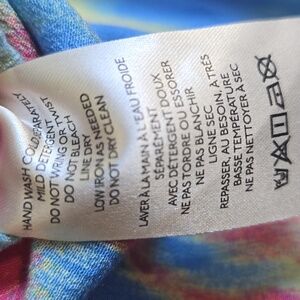 HAND WASH COLD SEPARATELY
MILD DETERGENT
DO NOT WRING OR TWIST
DO NOT BLEACH
LINE DRY
LOW IRON AS NEEDED
DO NOT DRY CLEAN
LAVER À LA MAIN À L'EAU FROIDE
SÉPARÉMENT
AVEC DÉTERGENT DOUX
NE PAS TORDRE OU ESSORER
NE PAS BLANCHIR
LIGNE SEC
REPASSER, AU BESOIN, À TRÈS
BASSE TEMPÉRATURE
NE PAS NETTOYER À SEC